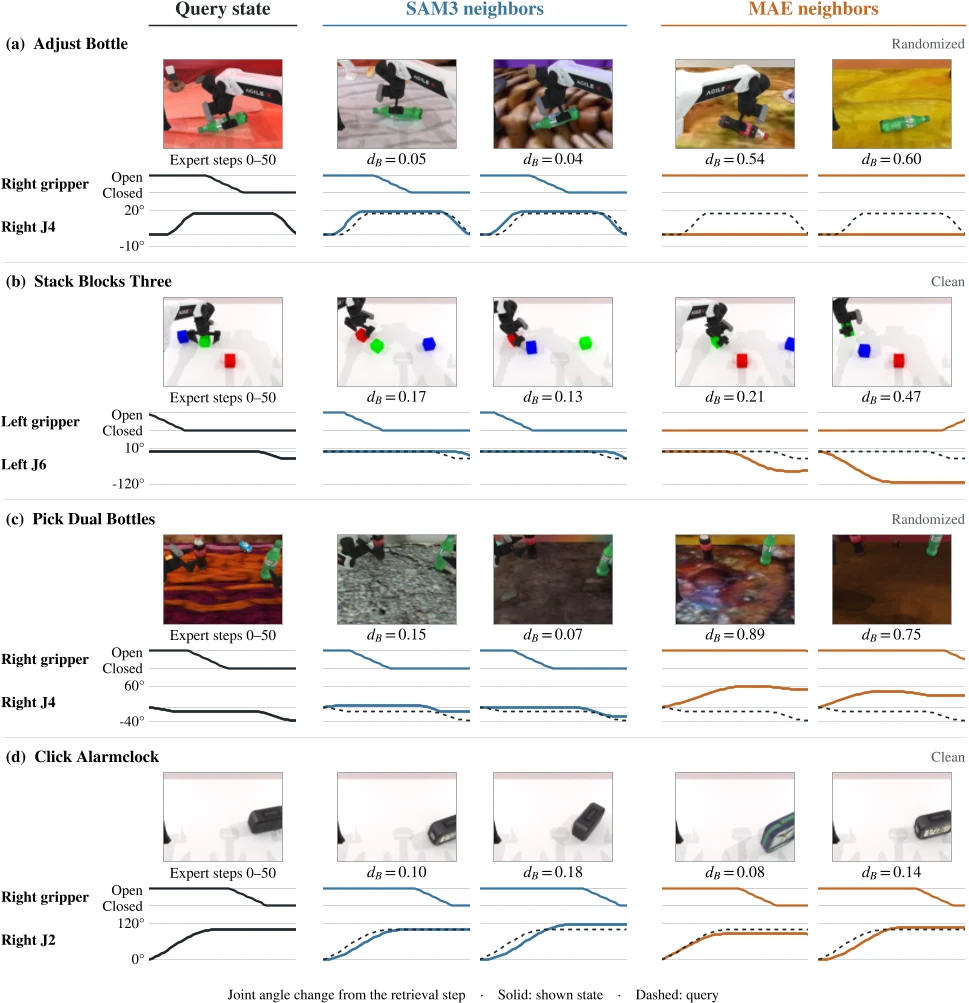 Query state SAM3 neighbors MAE neighbors
(a) Adjust Bottle Randomized
AGILE X AGILE X AGILE X AGILE X
Expert steps 0–50 d_B = 0.05 d_B = 0.04 d_B = 0.54 d_B = 0.60
Right gripper Open
Closed
Right J4 20°
-10°
(b) Stack Blocks Three Clean
Expert steps 0–50 d_B = 0.17 d_B = 0.13 d_B = 0.21 d_B = 0.47
Left gripper Open
Closed
Left J6 10°
-120°
(c) Pick Dual Bottles Randomized
Expert steps 0–50 d_B = 0.15 d_B = 0.07 d_B = 0.89 d_B = 0.75
Right gripper Open
Closed
Right J4 60°
-40°
(d) Click Alarmclock Clean
Expert steps 0–50 d_B = 0.10 d_B = 0.18 d_B = 0.08 d_B = 0.14
Right gripper Open
Closed
Right J2 120°
0°
Joint angle change from the retrieval step · Solid: shown state · Dashed: query